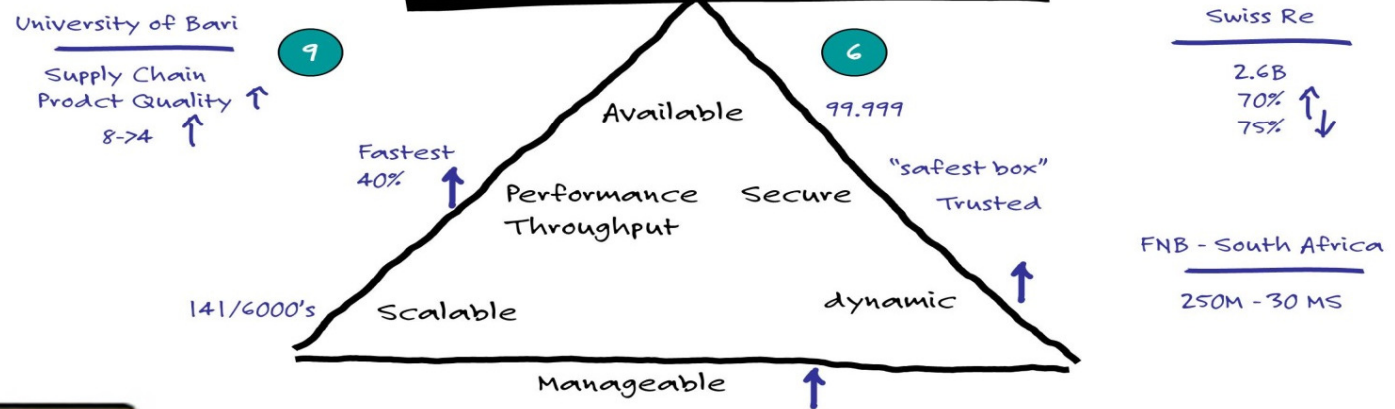 University of Bari
Supply Chain
Prodct Quality
8->4
9
6
Swiss Re
2.6B
70%
75%
Available
99.999
Fastest
40%
Performance
Throughput
Secure
"safest box"
Trusted
FNB - South Africa
250M - 30 MS
141/6000's
Scalable
dynamic
Manageable